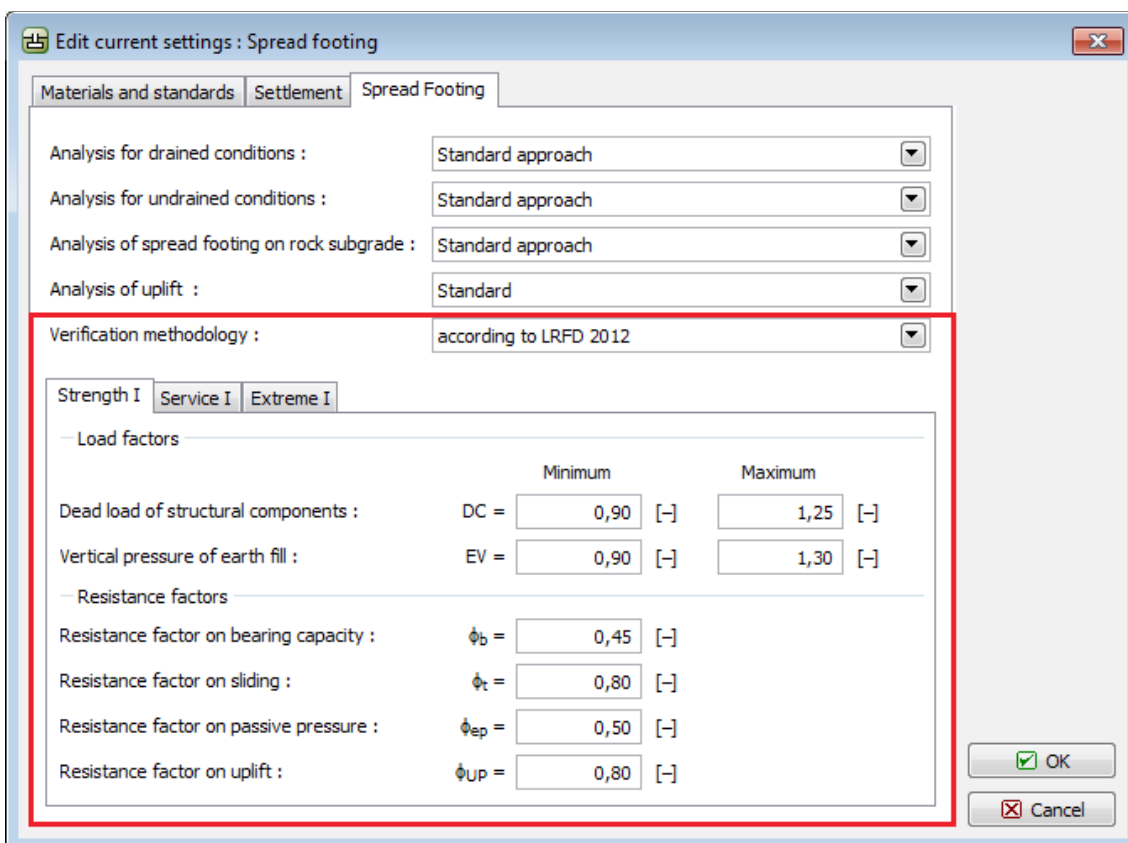 Edit current settings : Spread footing
Materials and standards Settlement Spread Footing
Analysis for drained conditions : Standard approach
Analysis for undrained conditions : Standard approach
Analysis of spread footing on rock subgrade : Standard approach
Analysis of uplift : Standard
Verification methodology : according to LRFD 2012
Strength I Service I Extreme I
Load factors
Minimum Maximum
Dead load of structural components : DC = 0,90 [–] 1,25 [–]
Vertical pressure of earth fill : EV = 0,90 [–] 1,30 [–]
Resistance factors
Resistance factor on bearing capacity : ϕb = 0,45 [–]
Resistance factor on sliding : ϕt = 0,80 [–]
Resistance factor on passive pressure : ϕep = 0,50 [–]
Resistance factor on uplift : ϕUP = 0,80 [–]
OK
Cancel